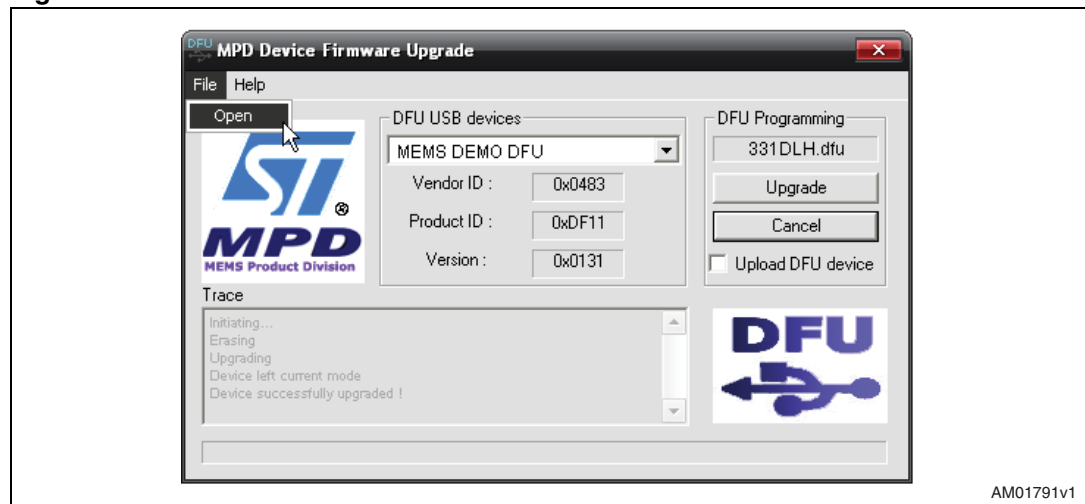 DFU MPD Device Firmware Upgrade
File Help
Open
DFU USB devices
MEMS DEMO DFU
Vendor ID : 0x0483
Product ID : 0xDF11
Version : 0x0131
DFU Programming
331DLH.dfu
Upgrade
Cancel
Upload DFU device
ST ®
MPD
MEMS Product Division
Trace
Initiating...
Erasing
Upgrading
Device left current mode
Device successfully upgraded !
DFU
AM01791v1